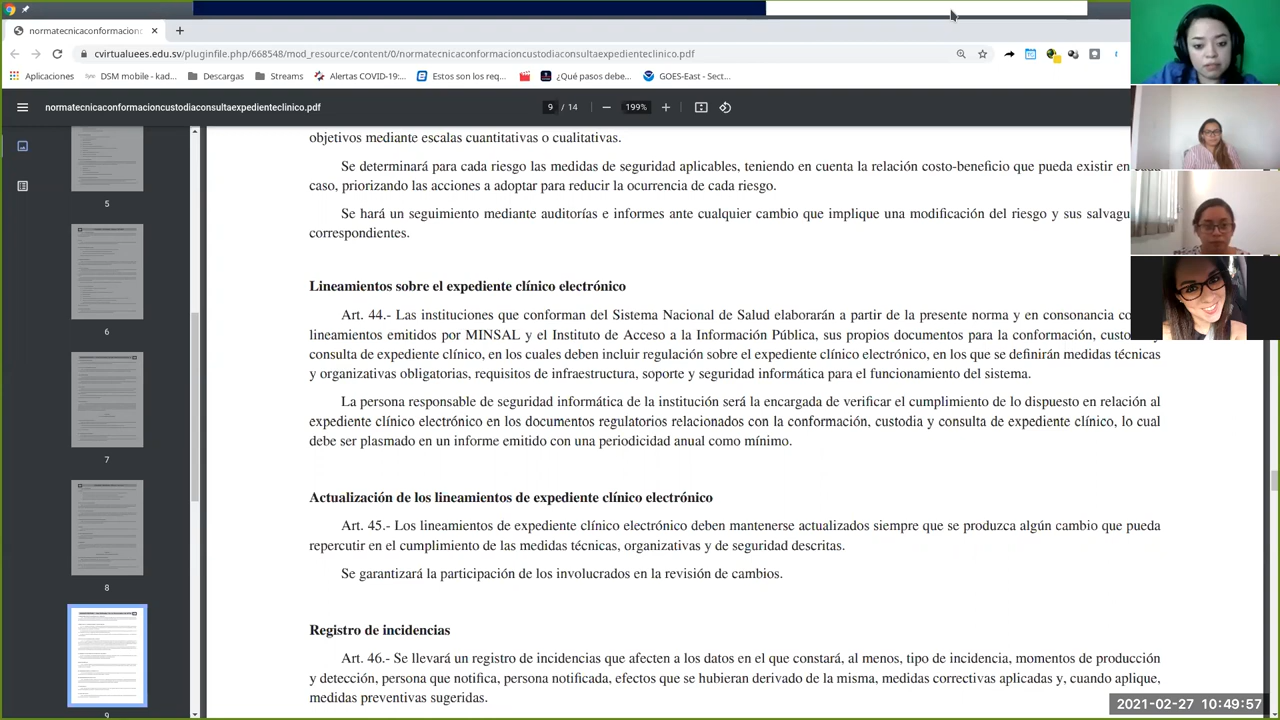 normatecnicaconformacionc
cvirtualuees.edu.sv/pluginfile.php/668548/mod_resource/content/0/normatecnicaconformacioncustodiaconsultaexpedienteclinico.pdf
Aplicaciones DSM mobile - kad... Descargas Streams Alertas COVID-19:... Estos son los req... ¿Qué pasos debe... GOES-East - Sect...
normatecnicaconformacioncustodiaconsultaexpedienteclinico.pdf 9 / 14 199%
5
6
7
8
9
objetivos mediante escalas cuantitativas o cualitativas.
Se determinará para cada riesgo las medidas de seguridad aplicables, teniendo en cuenta la relación costo-beneficio que pueda existir en cada
caso, priorizando las acciones a adoptar para reducir la ocurrencia de cada riesgo.
Se hará un seguimiento mediante auditorías e informes ante cualquier cambio que implique una modificación del riesgo y sus salvagu
correspondientes.
Lineamientos sobre el expediente clínico electrónico
Art. 44.- Las instituciones que conforman del Sistema Nacional de Salud elaborarán a partir de la presente norma y en consonancia co
lineamientos emitidos por MINSAL y el Instituto de Acceso a la Información Pública, sus propios documentos para la conformación, custo y
consulta de expediente clínico, en los cuales deben incluir regulación sobre el expediente clínico electrónico, en los que se definirán medidas técnicas
y organizativas obligatorias, requisitos de infraestructura, soporte y seguridad informática para el funcionamiento del sistema.
La persona responsable de seguridad informática de la institución será la encargada de verificar el cumplimiento de lo dispuesto en relación al
expediente clínico electrónico en los documentos regulatorios relacionados con la conformación, custodia y consulta de expediente clínico, lo cual
debe ser plasmado en un informe emitido con una periodicidad anual como mínimo.
Actualización de los lineamientos de expediente clínico electrónico
Art. 45.- Los lineamientos de expediente clínico electrónico deben mantenerse actualizados siempre que se produzca algún cambio que pueda
repercutir en el cumplimiento de las medidas técnicas, organizativas y de seguridad descritas.
Se garantizará la participación de los involucrados en la revisión de cambios.
Registro de incidencias
Se llevará un registro de incidencias que afecten a
y detección, persona que notifica, persona notificada, efectos que se hubieran derivado de la misma, medidas correctivas aplicadas y, cuando aplique,
medidas preventivas sugeridas.
2021-02-27 10:49:57